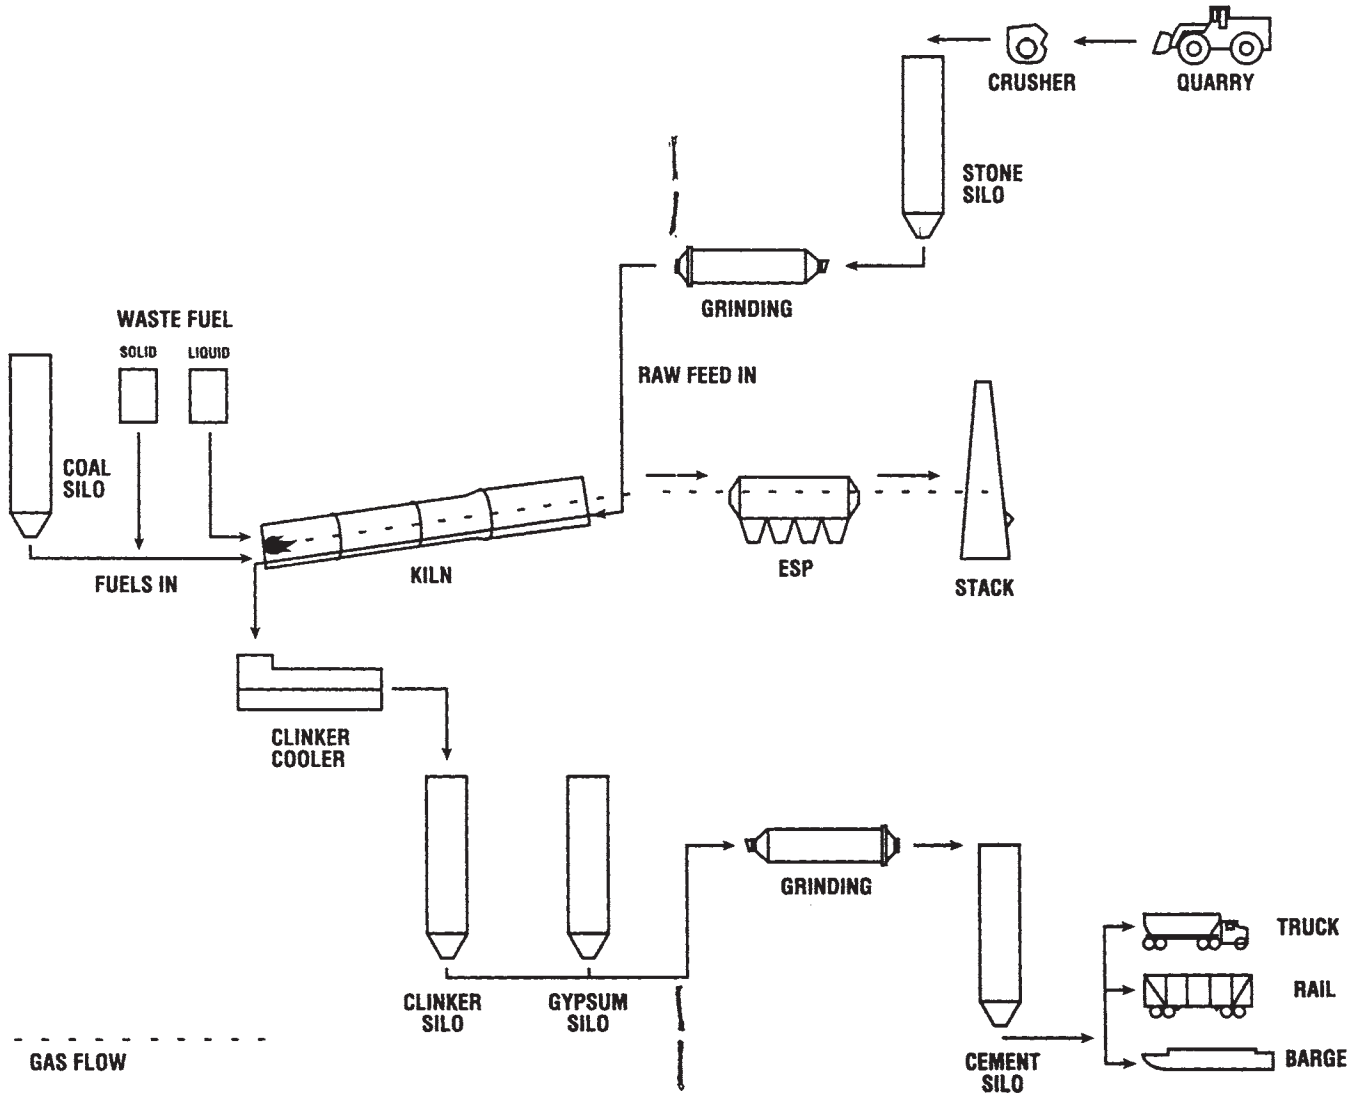 CRUSHER
QUARRY
STONE
SILO
GRINDING
WASTE FUEL
SOLID
LIQUID
RAW FEED IN
COAL
SILO
FUELS IN
KILN
ESP
STACK
CLINKER
COOLER
GRINDING
TRUCK
CLINKER
SILO
GYPSUM
SILO
RAIL
GAS FLOW
CEMENT
SILO
BARGE